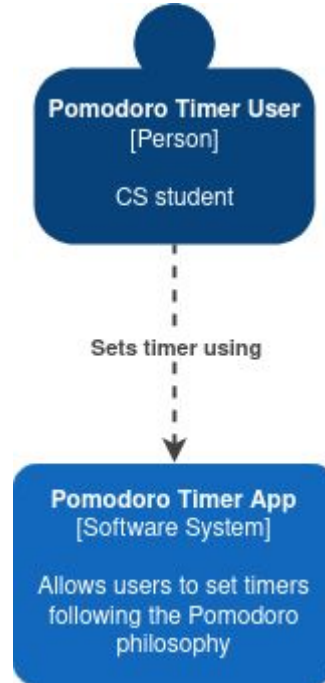 Pomodoro Timer User
[Person]
CS student
Sets timer using
Pomodoro Timer App
[Software System]
Allows users to set timers
following the Pomodoro
philosophy